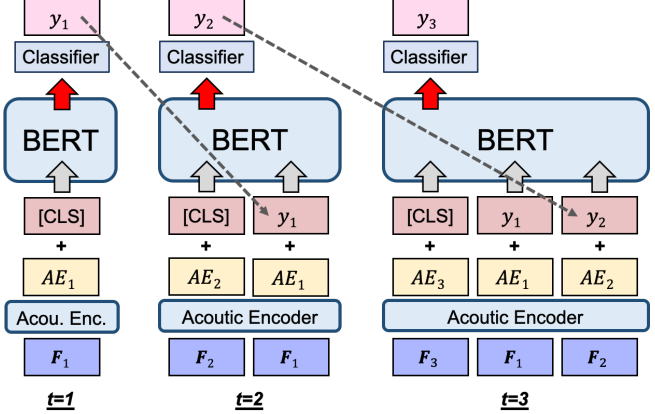 y₁ y₂ y₃
Classifier Classifier Classifier
BERT BERT BERT
[CLS] [CLS] y₁ [CLS] y₁ y₂
+ + + + + +
AE₁ AE₂ AE₁ AE₃ AE₁ AE₂
Acou. Enc. Acoutic Encoder Acoutic Encoder
F₁ F₂ F₁ F₃ F₁ F₂
t=1 t=2 t=3